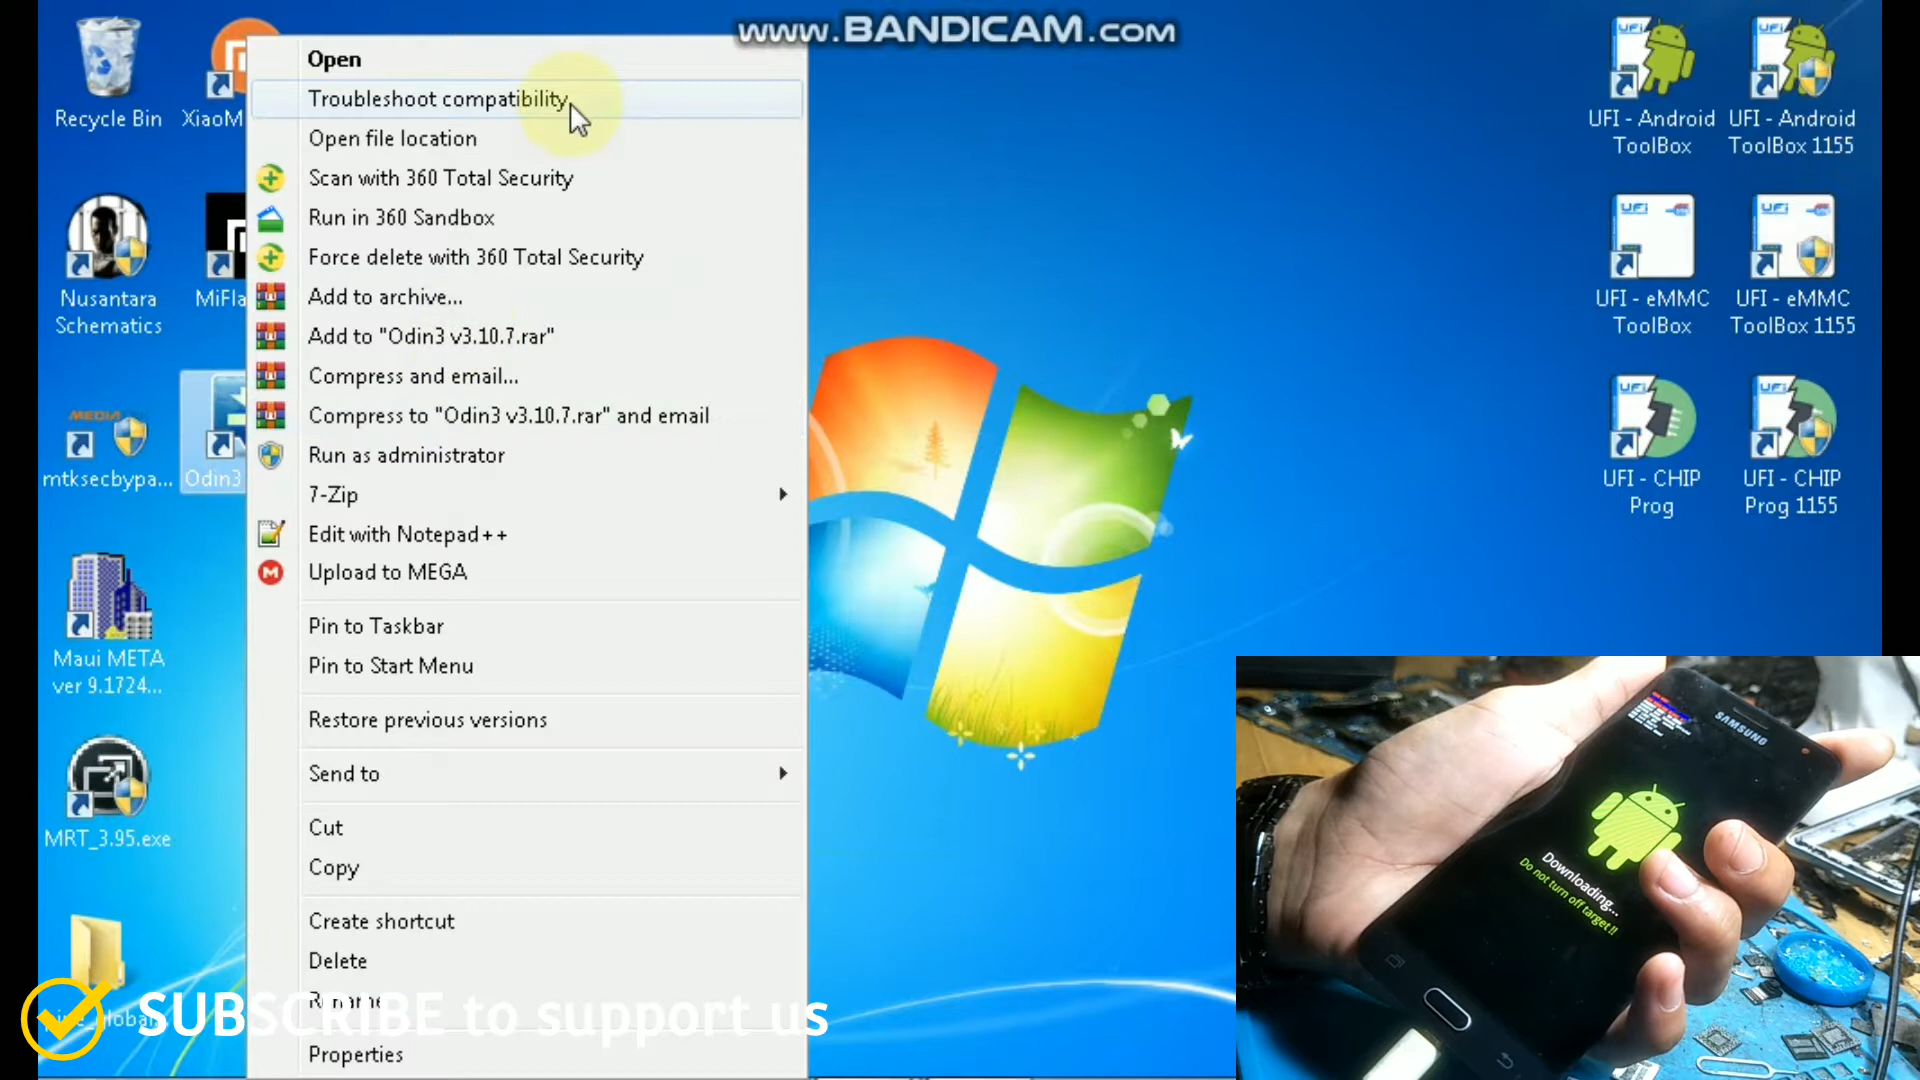 www.BANDICAM.com
Recycle Bin
XiaoM
Nusantara
Schematics
MiFla
MEDIA
mtksecbypa...
Odin3
Maui META
ver 9.1724...
MRT_3.95.exe
Open
Troubleshoot compatibility
Open file location
Scan with 360 Total Security
Run in 360 Sandbox
Force delete with 360 Total Security
Add to archive...
Add to "Odin3 v3.10.7.rar"
Compress and email...
Compress to "Odin3 v3.10.7.rar" and email
Run as administrator
7-Zip
Edit with Notepad++
Upload to MEGA
Pin to Taskbar
Pin to Start Menu
Restore previous versions
Send to
Cut
Copy
Create shortcut
Delete
Rename
Properties
SUBSCRIBE to support us
UFI - Android
ToolBox
UFI - Android
ToolBox 1155
UFI - eMMC
ToolBox
UFI - eMMC
ToolBox 1155
UFI - CHIP
Prog
UFI - CHIP
Prog 1155
SAMSUNG
Downloading...
Do not turn off target !!